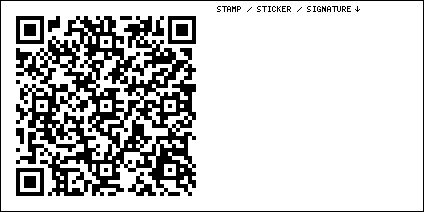 STAMP / STICKER / SIGNATURE ↓